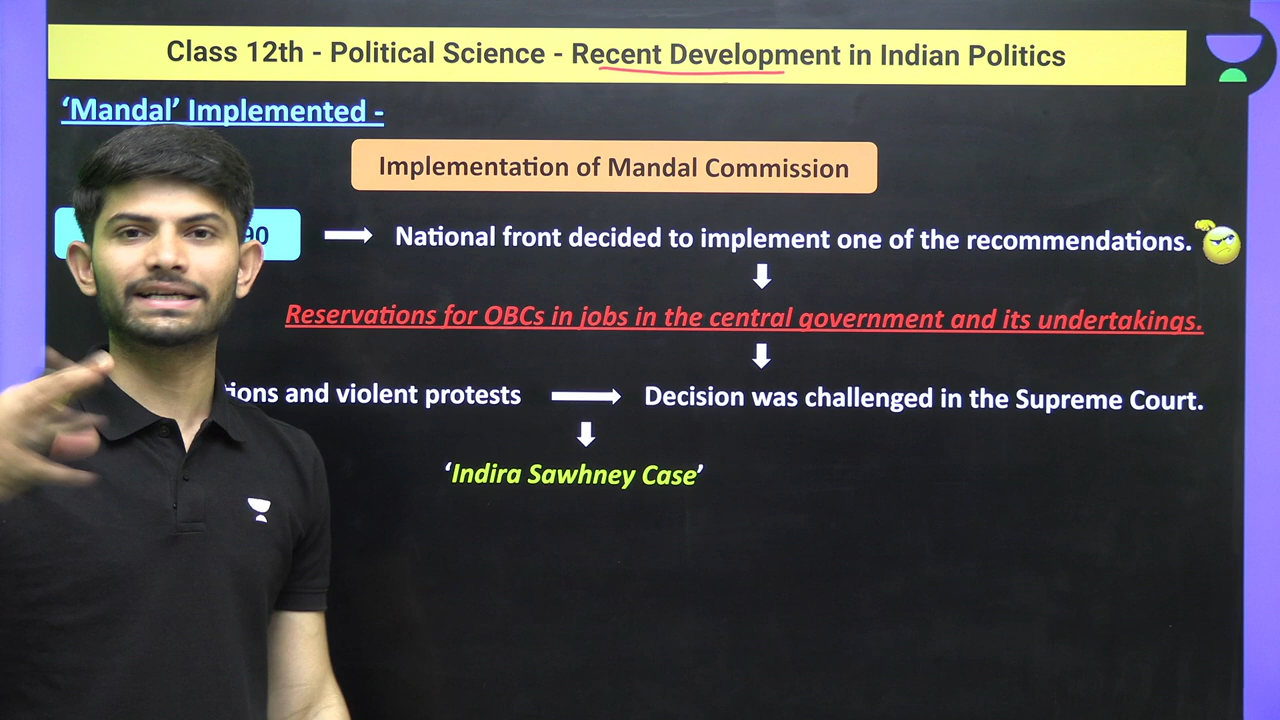 Class 12th - Political Science - Recent Development in Indian Politics
‘Mandal’ Implemented -
Implementation of Mandal Commission
90
National front decided to implement one of the recommendations.
Reservations for OBCs in jobs in the central government and its undertakings.
and violent protests
Decision was challenged in the Supreme Court.
‘Indira Sawhney Case’